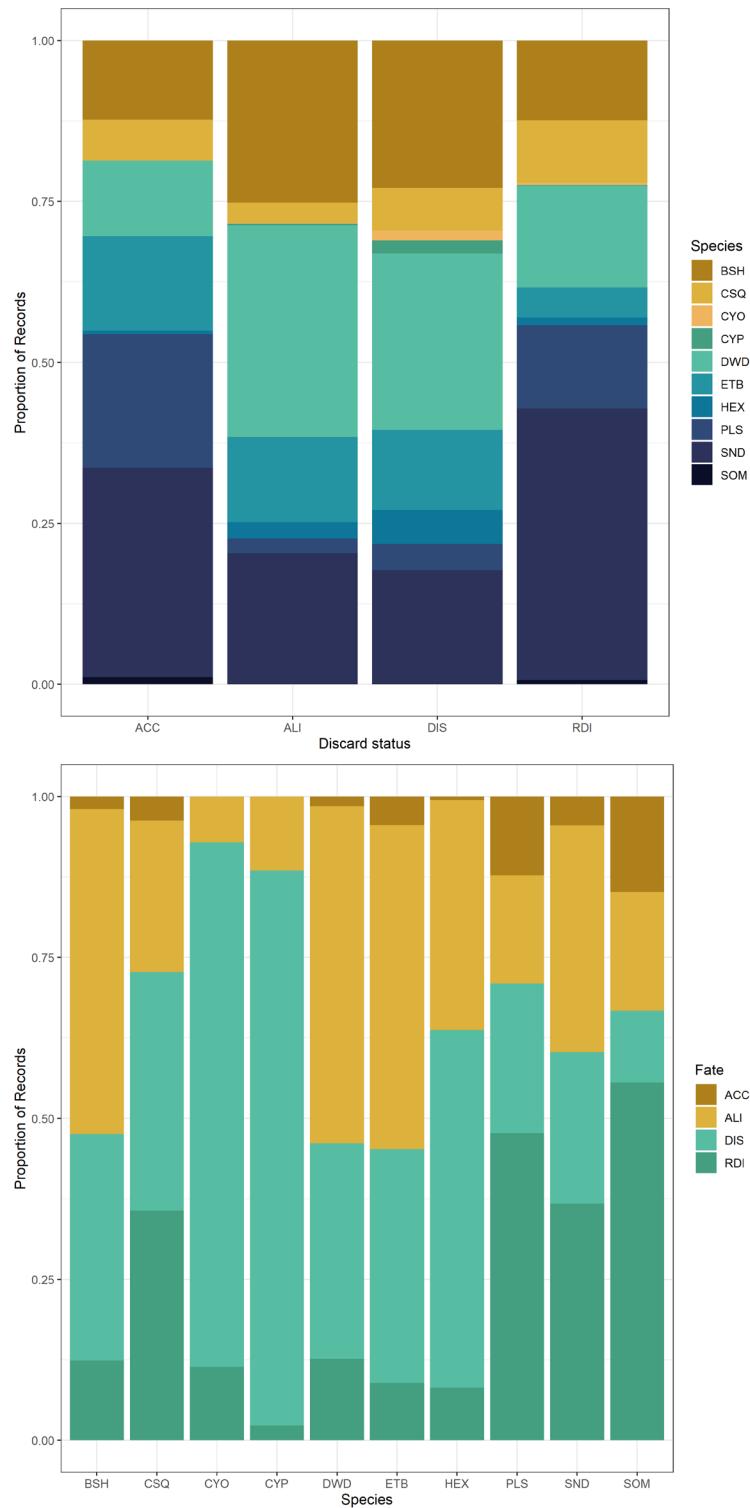 1.00
0.75
0.50
0.25
0.00
Proportion of Records
ACC ALI DIS RDI
Discard status
Species
BSH
CSQ
CYO
CYP
DWD
ETB
HEX
PLS
SND
SOM
1.00
0.75
0.50
0.25
0.00
Proportion of Records
BSH CSQ CYO CYP DWD ETB HEX PLS SND SOM
Species
Fate
ACC
ALI
DIS
RDI